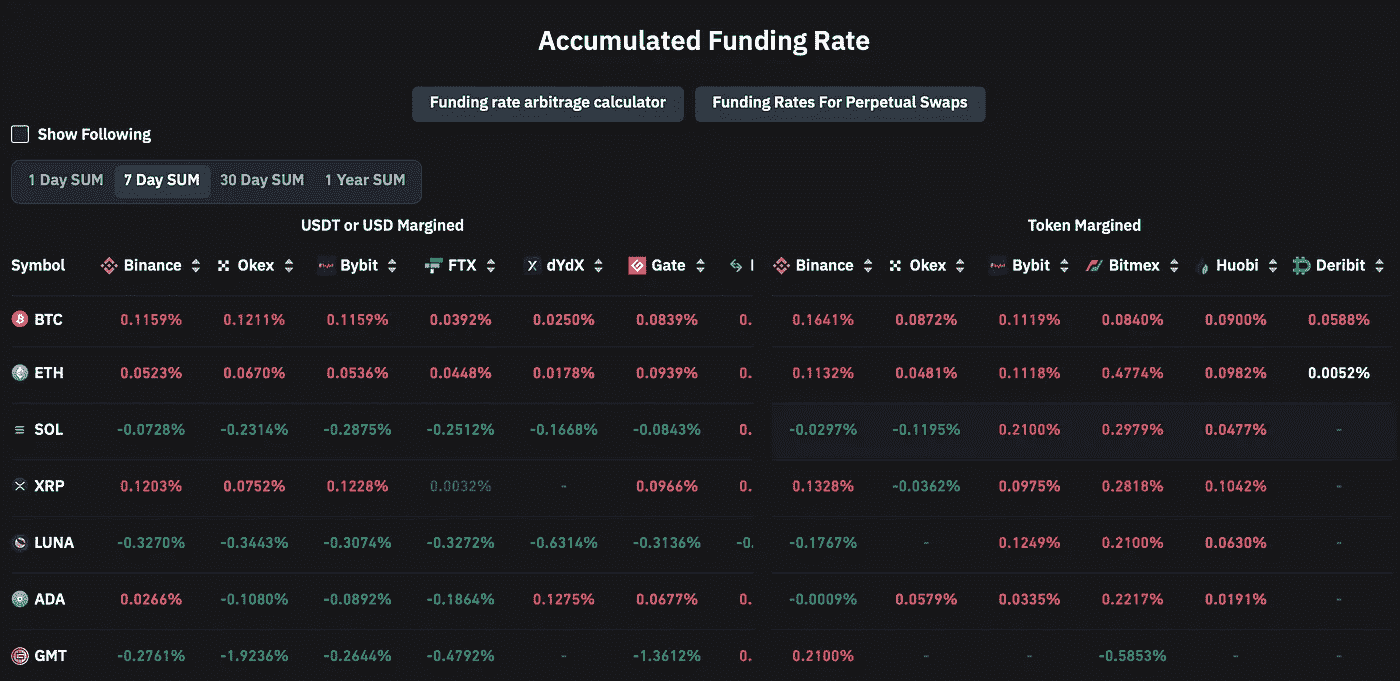 Accumulated Funding Rate
Funding rate arbitrage calculator Funding Rates For Perpetual Swaps
Show Following
1 Day SUM 7 Day SUM 30 Day SUM 1 Year SUM
USDT or USD Margined Token Margined
Symbol Binance Okex Bybit FTX dYdX Gate Binance Okex Bybit Bitmex Huobi Deribit
BTC 0.1159% 0.1211% 0.1159% 0.0392% 0.0250% 0.0839% 0. 0.1641% 0.0872% 0.1119% 0.0840% 0.0900% 0.0588%
ETH 0.0523% 0.0670% 0.0536% 0.0448% 0.0178% 0.0939% 0. 0.1132% 0.0481% 0.1118% 0.4774% 0.0982% 0.0052%
SOL -0.0728% -0.2314% -0.2875% -0.2512% -0.1668% -0.0843% 0. -0.0297% -0.1195% 0.2100% 0.2979% 0.0477% -
XRP 0.1203% 0.0752% 0.1228% 0.0032% - 0.0966% 0. 0.1328% -0.0362% 0.0975% 0.2818% 0.1042% -
LUNA -0.3270% -0.3443% -0.3074% -0.3272% -0.6314% -0.3136% -0. -0.1767% - 0.1249% 0.2100% 0.0630% -
ADA 0.0266% -0.1080% -0.0892% -0.1864% 0.1275% 0.0677% 0. -0.0009% 0.0579% 0.0335% 0.2217% 0.0191% -
GMT -0.2761% -1.9236% -0.2644% -0.4792% - -1.3612% 0. 0.2100% - - -0.5853% - -